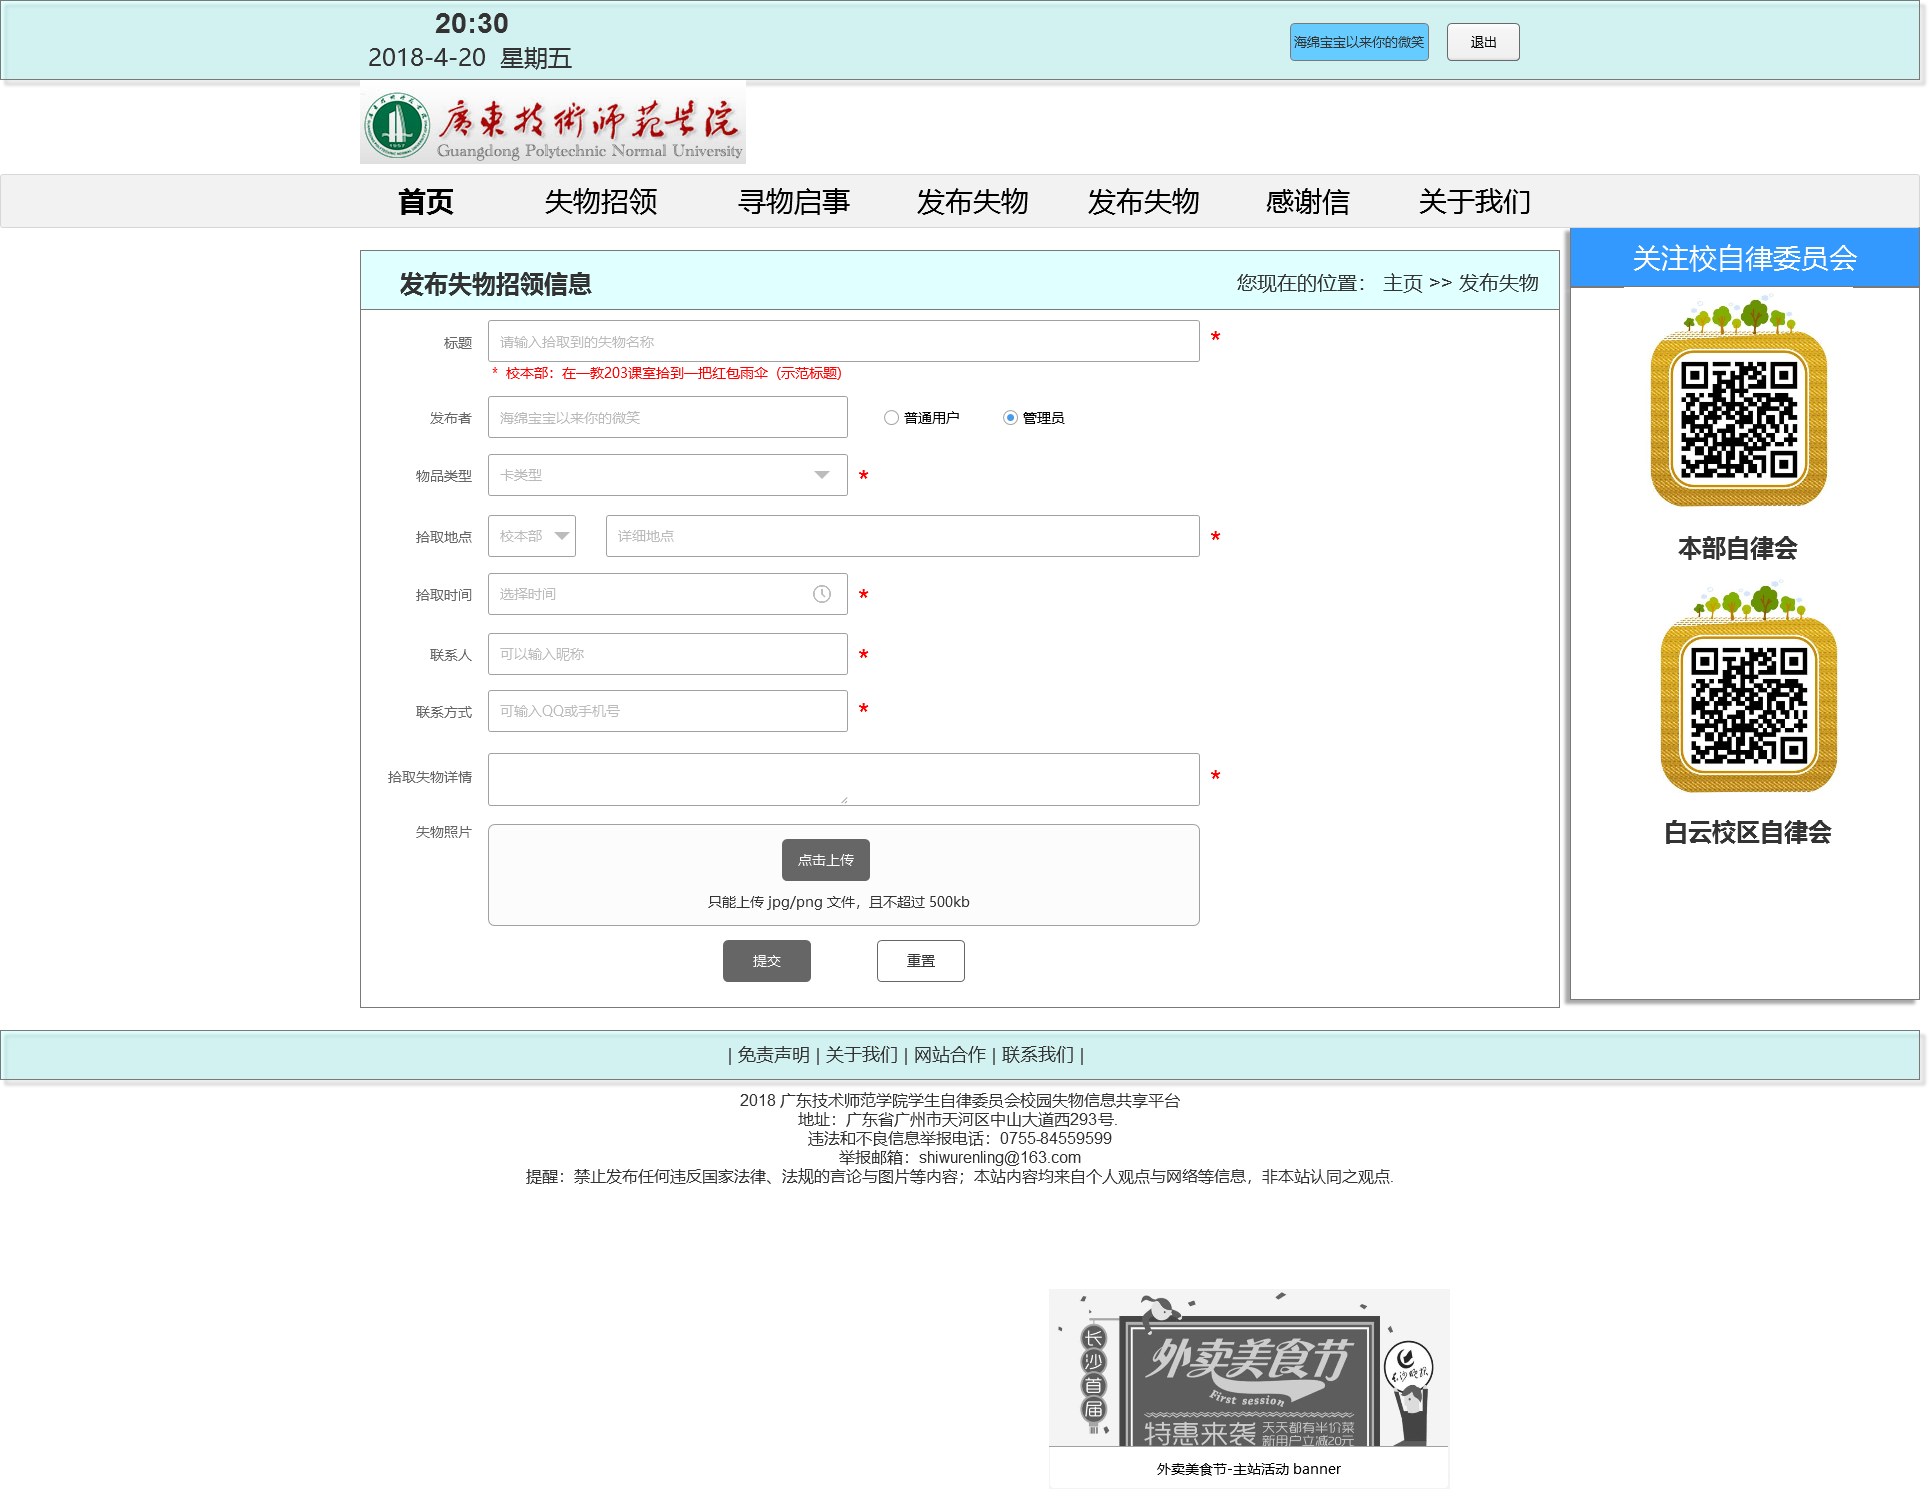 20:30
2018-4-20  星期五
海绵宝宝以来你的微笑
退出
廣東技術师范学院
Guangdong Polytechnic Normal University
首页
失物招领
寻物启事
发布失物
发布失物
感谢信
关于我们
发布失物招领信息
您现在的位置： 主页 >> 发布失物
标题
请输入拾取到的失物名称
*
* 校本部：在一教203课室拾到一把红包雨伞（示范标题）
发布者
海绵宝宝以来你的微笑
普通用户
管理员
物品类型
卡类型
*
拾取地点
校本部
详细地点
*
拾取时间
选择时间
*
联系人
可以输入昵称
*
联系方式
可输入QQ或手机号
*
拾取失物详情
*
失物照片
点击上传
只能上传 jpg/png 文件，且不超过 500kb
提交
重置
关注校自律委员会
本部自律会
白云校区自律会
| 免责声明 | 关于我们 | 网站合作 | 联系我们 |
2018 广东技术师范学院学生自律委员会校园失物信息共享平台
地址：广东省广州市天河区中山大道西293号.
违法和不良信息举报电话：0755-84559599
举报邮箱：shiwurenling@163.com
提醒：禁止发布任何违反国家法律、法规的言论与图片等内容；本站内容均来自个人观点与网络等信息，非本站认同之观点.
长沙首届
外卖美食节
First session
特惠来袭
天天都有半价菜
新用户立减20元
长沙晚报
外卖美食节-主站活动 banner